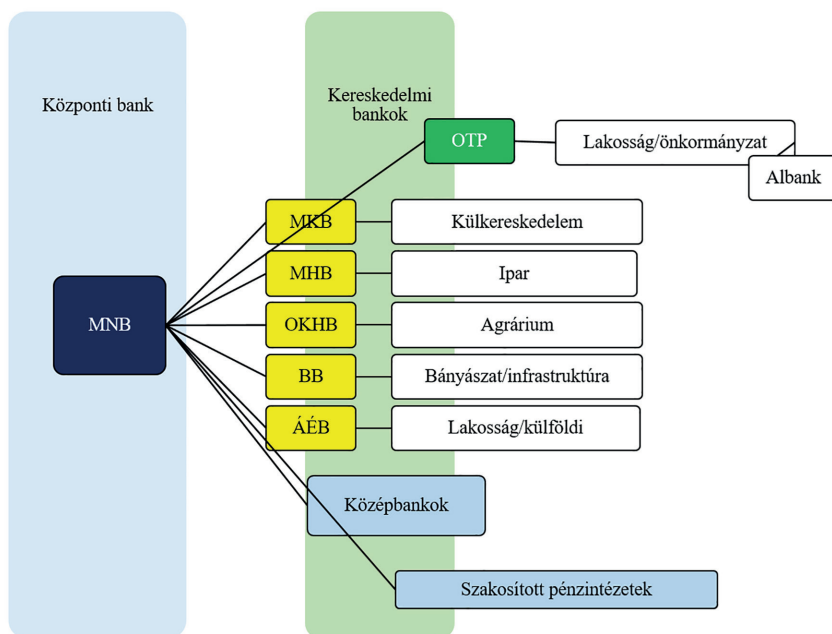 Központi bank
Kereskedelmi
bankok
OTP
Lakosság/önkormányzat
Albank
MKB
Külkereskedelem
MHB
Ipar
MNB
OKHB
Agrárium
BB
Bányászat/infrastruktúra
ÁÉB
Lakosság/külföldi
Középbankok
Szakosított pénzintézetek